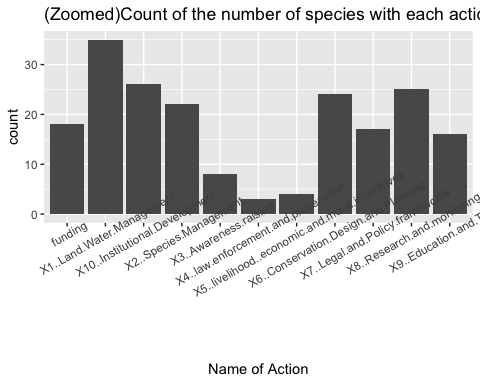 (Zoomed)Count of the number of species with each actio
30
20
10
0
count
funding
X1..Land.Water.Management
X10..Institutional.Development
X2..Species.Management
X3..Awareness.raising
X4..law.enforcement.and.prosecution
X5..livelihood..economic.and.moral.incentives
X6..Conservation.Design.and.Planning
X7..Legal.and.Policy.frameworks
X8..Research.and.monitoring
X9..Education.and.T
Name of Action